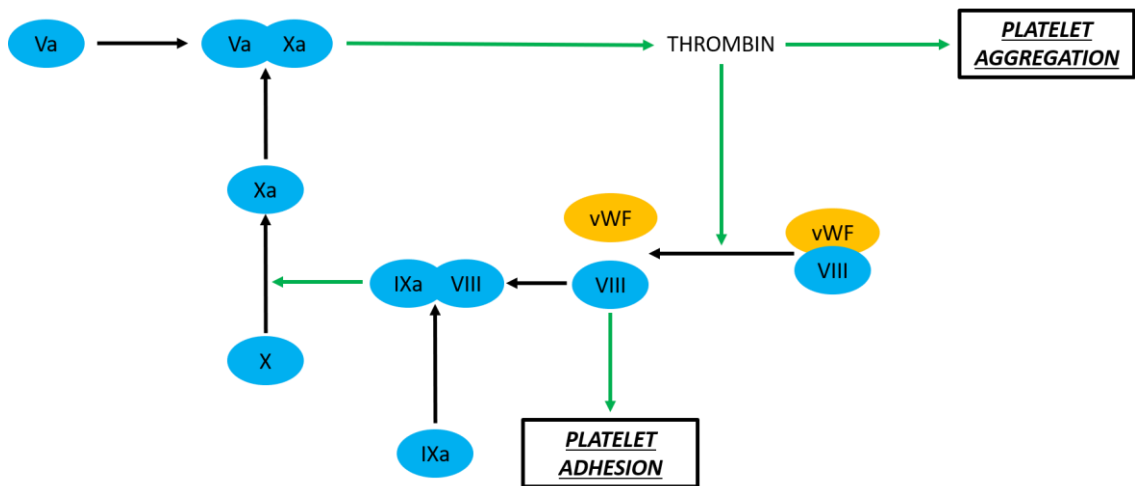 Va
Va Xa
THROMBIN
PLATELET
AGGREGATION
Xa
vWF
vWF
VIII
IXa VIII
VIII
X
IXa
PLATELET
ADHESION